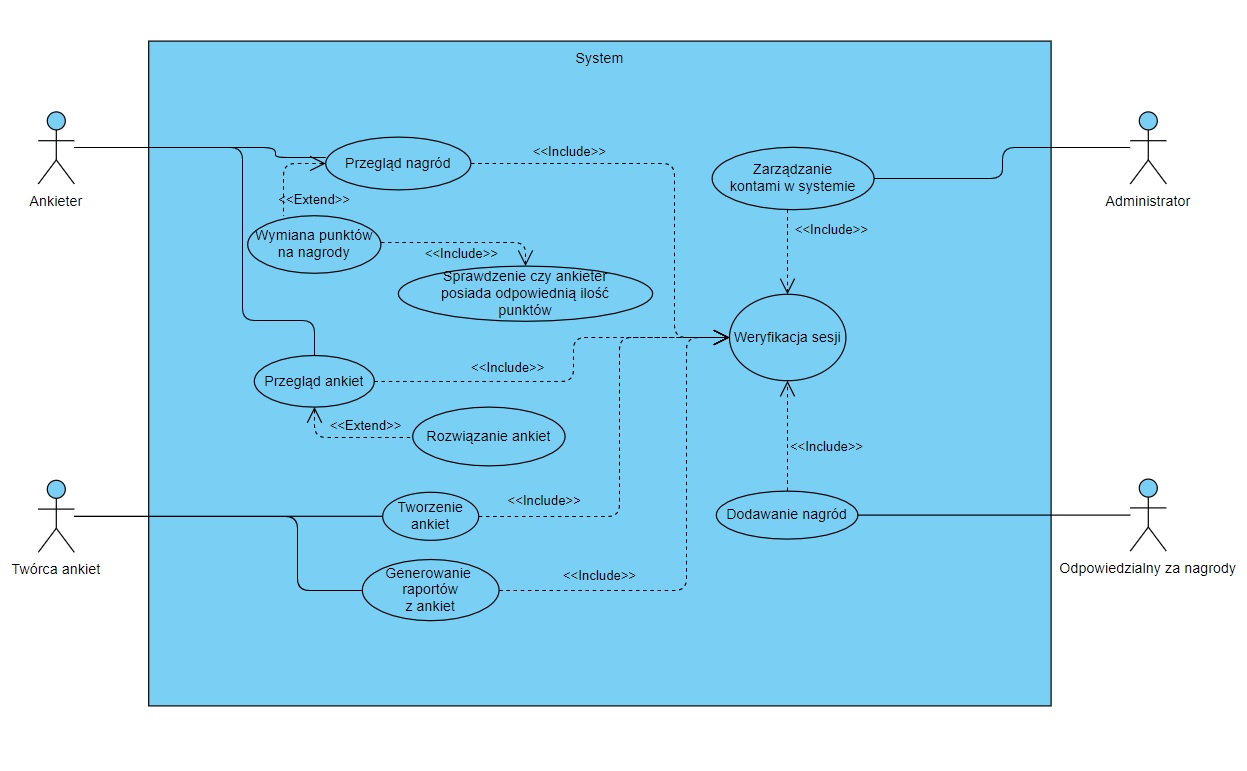 System
Ankieter
Administrator
Przegląd nagród
<<Include>>
Zarządzanie
kontami w systemie
<<Extend>>
<<Include>>
Wymiana punktów
na nagrody
<<Include>>
Sprawdzenie czy ankieter
posiada odpowiednią ilość
punktów
Weryfikacja sesji
<<Include>>
Przegląd ankiet
<<Extend>>
Rozwiązanie ankiet
<<Include>>
Tworzenie
ankiet
<<Include>>
Dodawanie nagród
Twórca ankiet
Odpowiedzialny za nagrody
Generowanie
raportów
z ankiet
<<Include>>